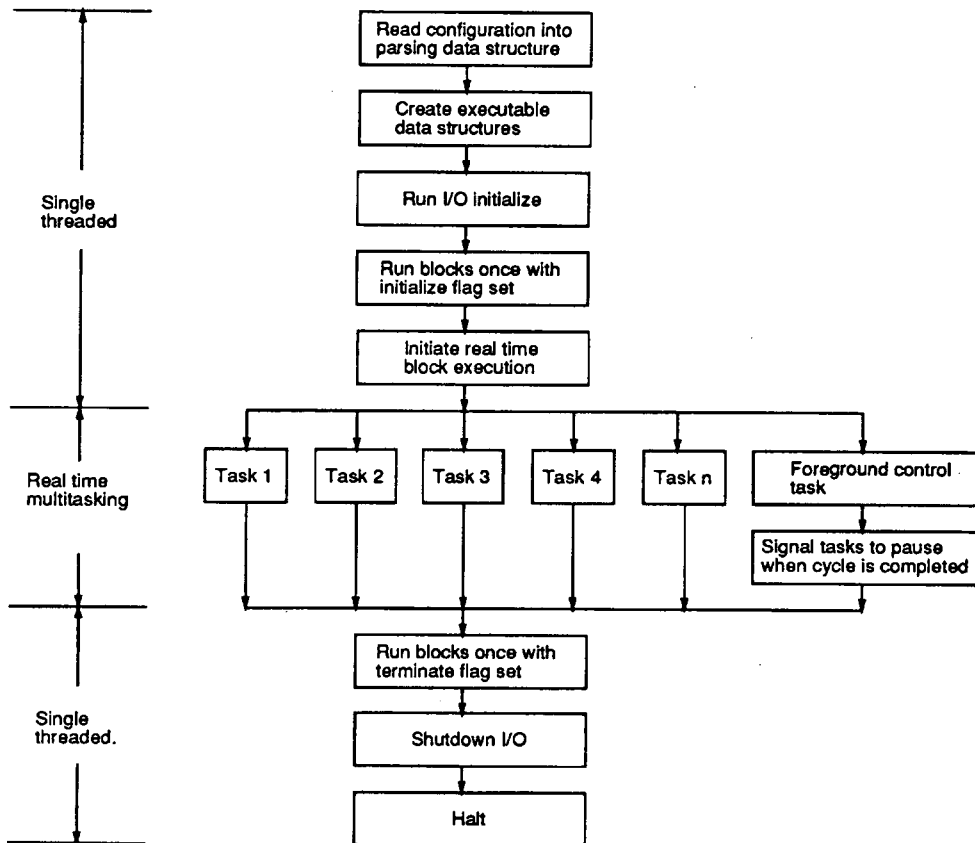 Read configuration into
parsing data structure
Create executable
data structures
Single
threaded
Run I/O initialize
Run blocks once with
initialize flag set
Initiate real time
block execution
Real time
multitasking
Task 1
Task 2
Task 3
Task 4
Task n
Foreground control
task
Signal tasks to pause
when cycle is completed
Run blocks once with
terminate flag set
Single
threaded.
Shutdown I/O
Halt